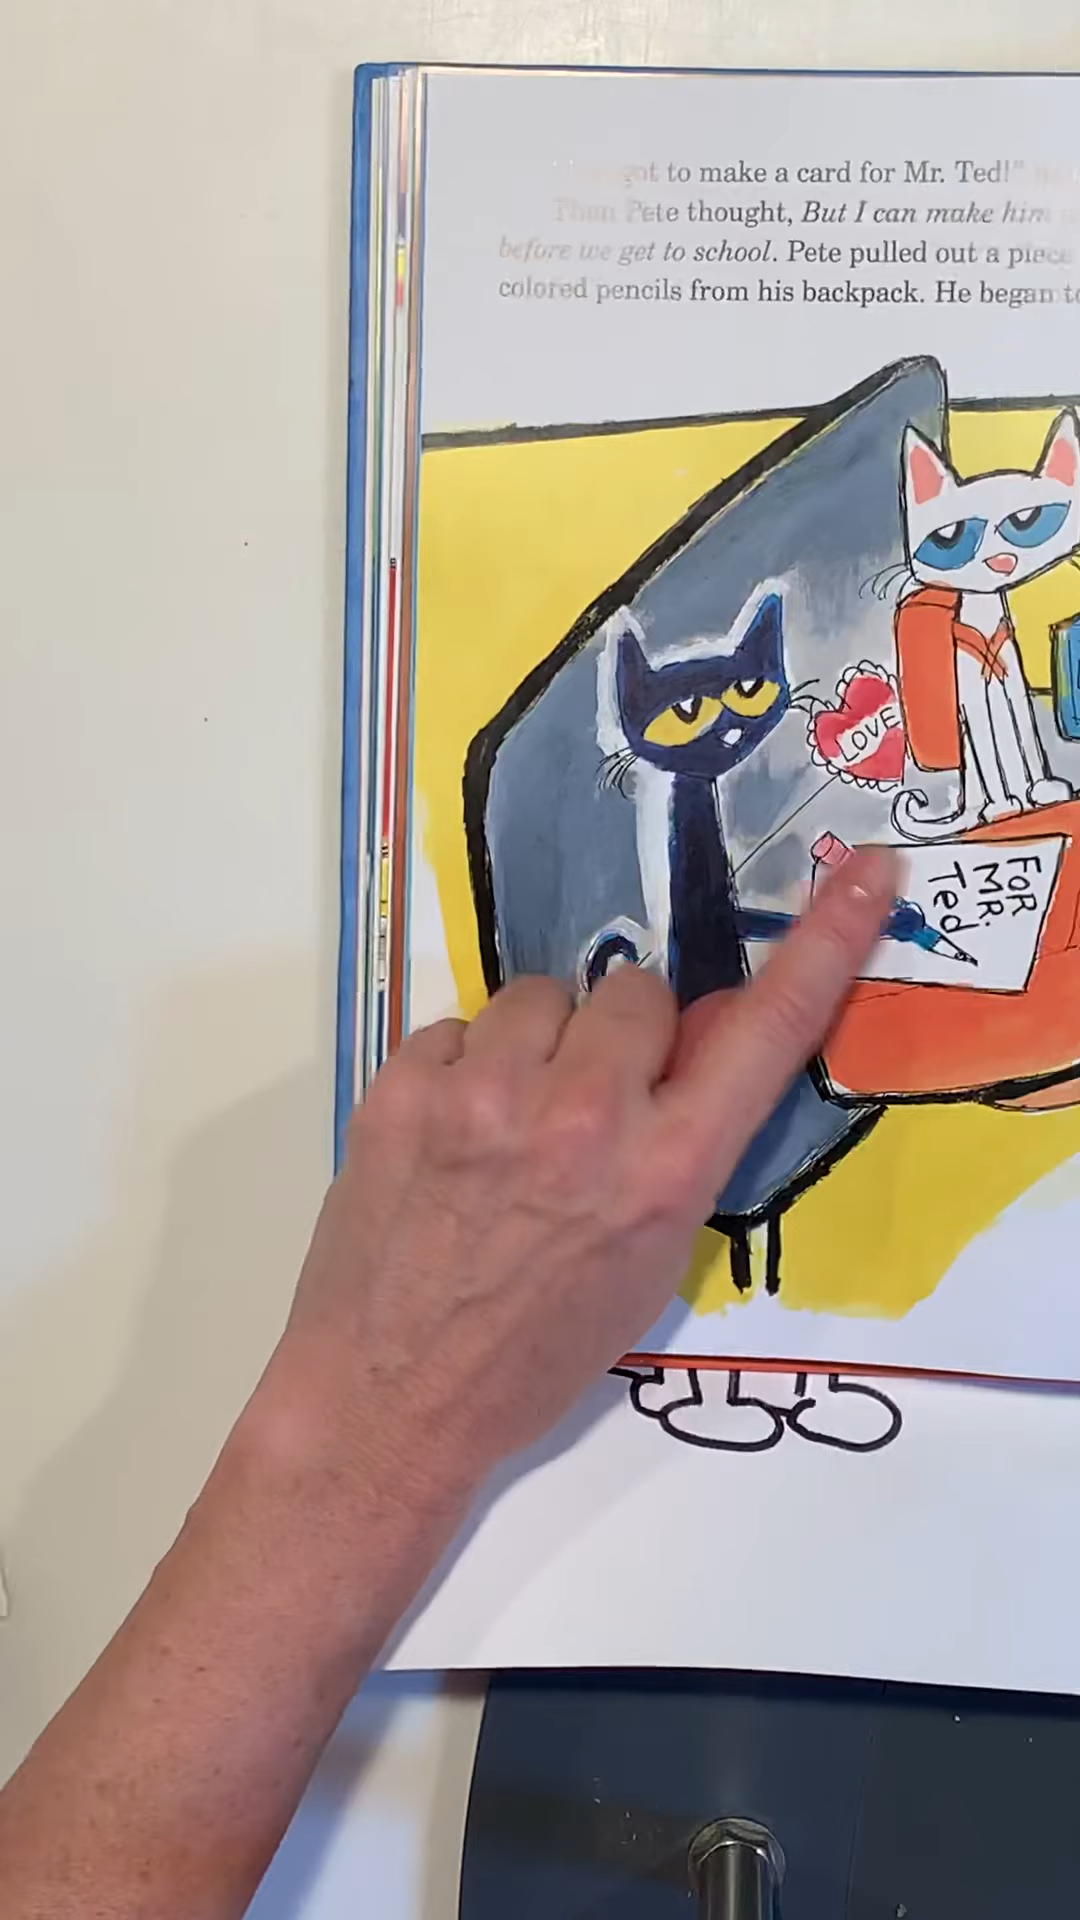 got to make a card for Mr. Ted!"
Then Pete thought, But I can make him
before we get to school. Pete pulled out a piece
colored pencils from his backpack. He began to
LOVE
FOR
MR.
Ted